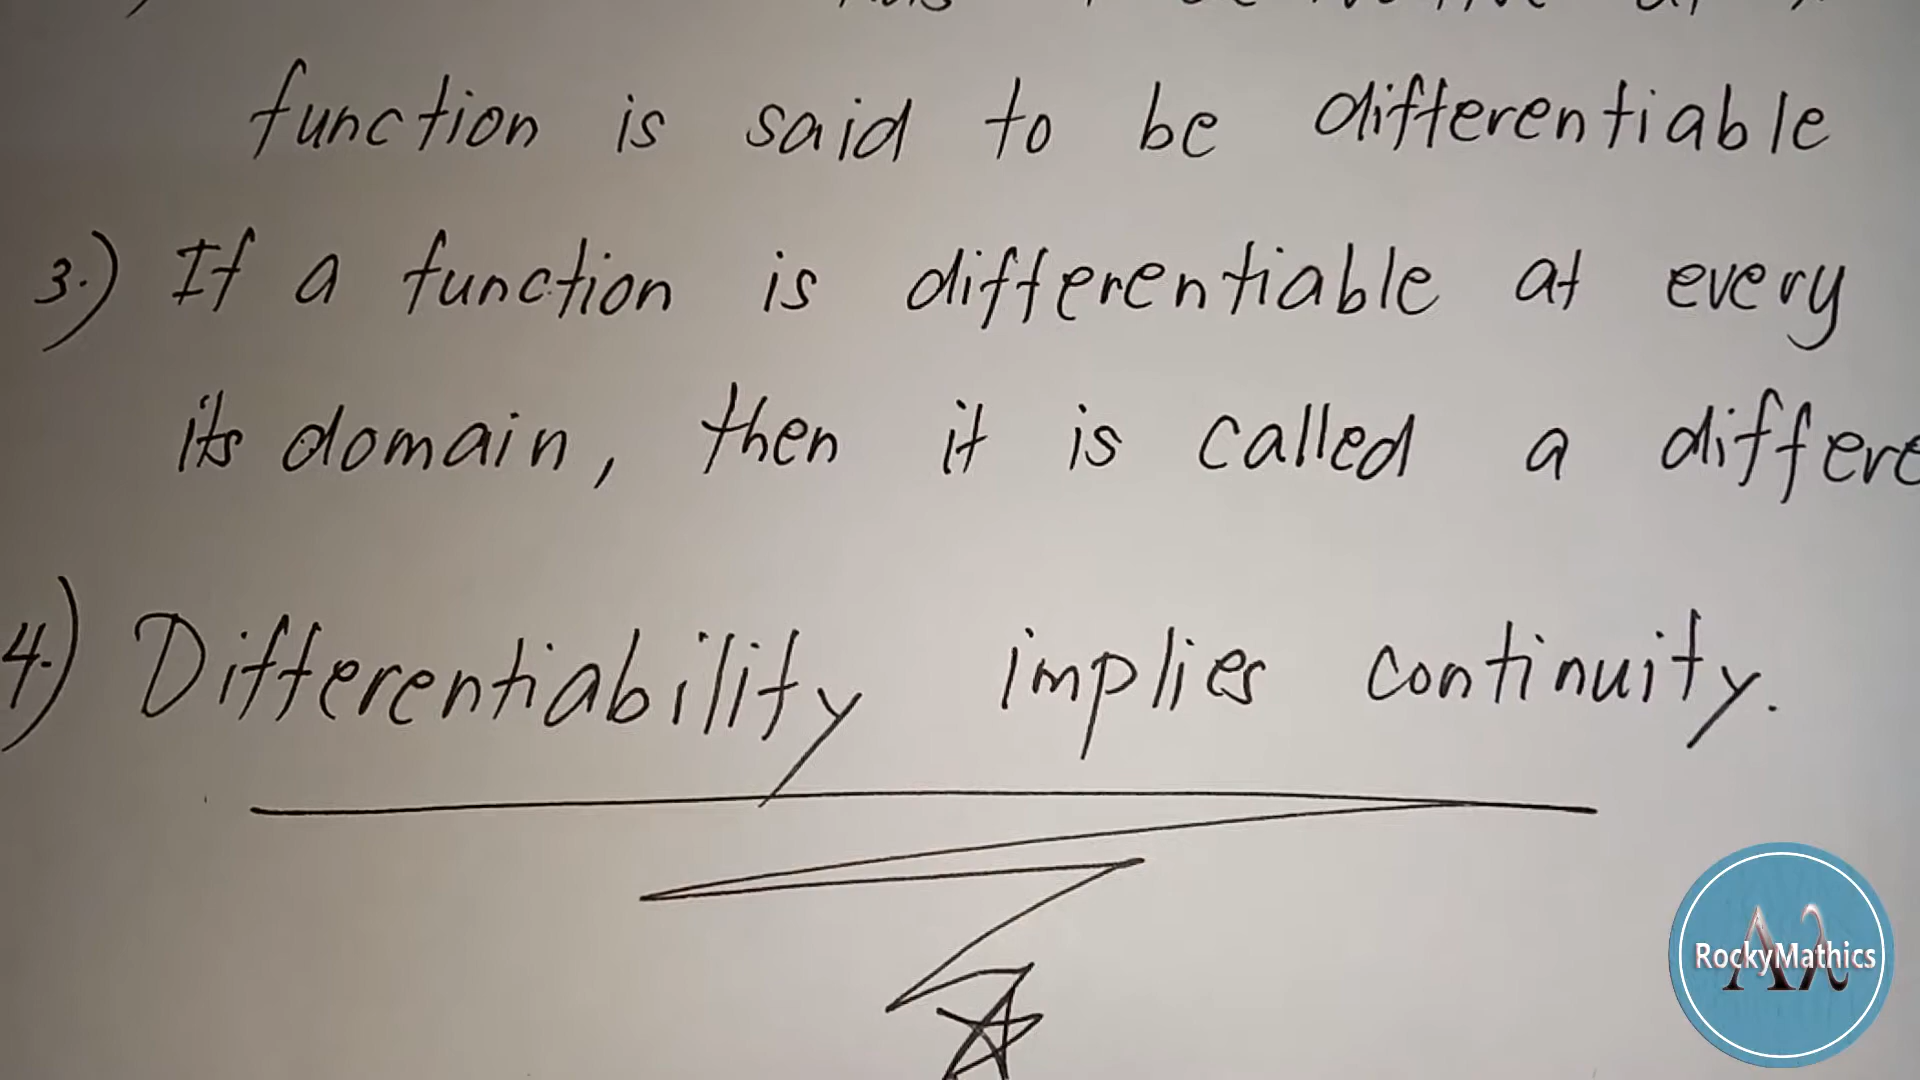 function is said to be differentiable
3.) If a function is differentiable at every
its domain, then it is called a differe
4.) Differentiability implies continuity.
RockyMathics